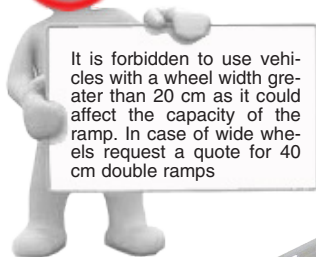 It is forbidden to use vehi-
cles with a wheel width gre-
ater than 20 cm as it could
affect the capacity of the
ramp. In case of wide whe-
els request a quote for 40
cm double ramps